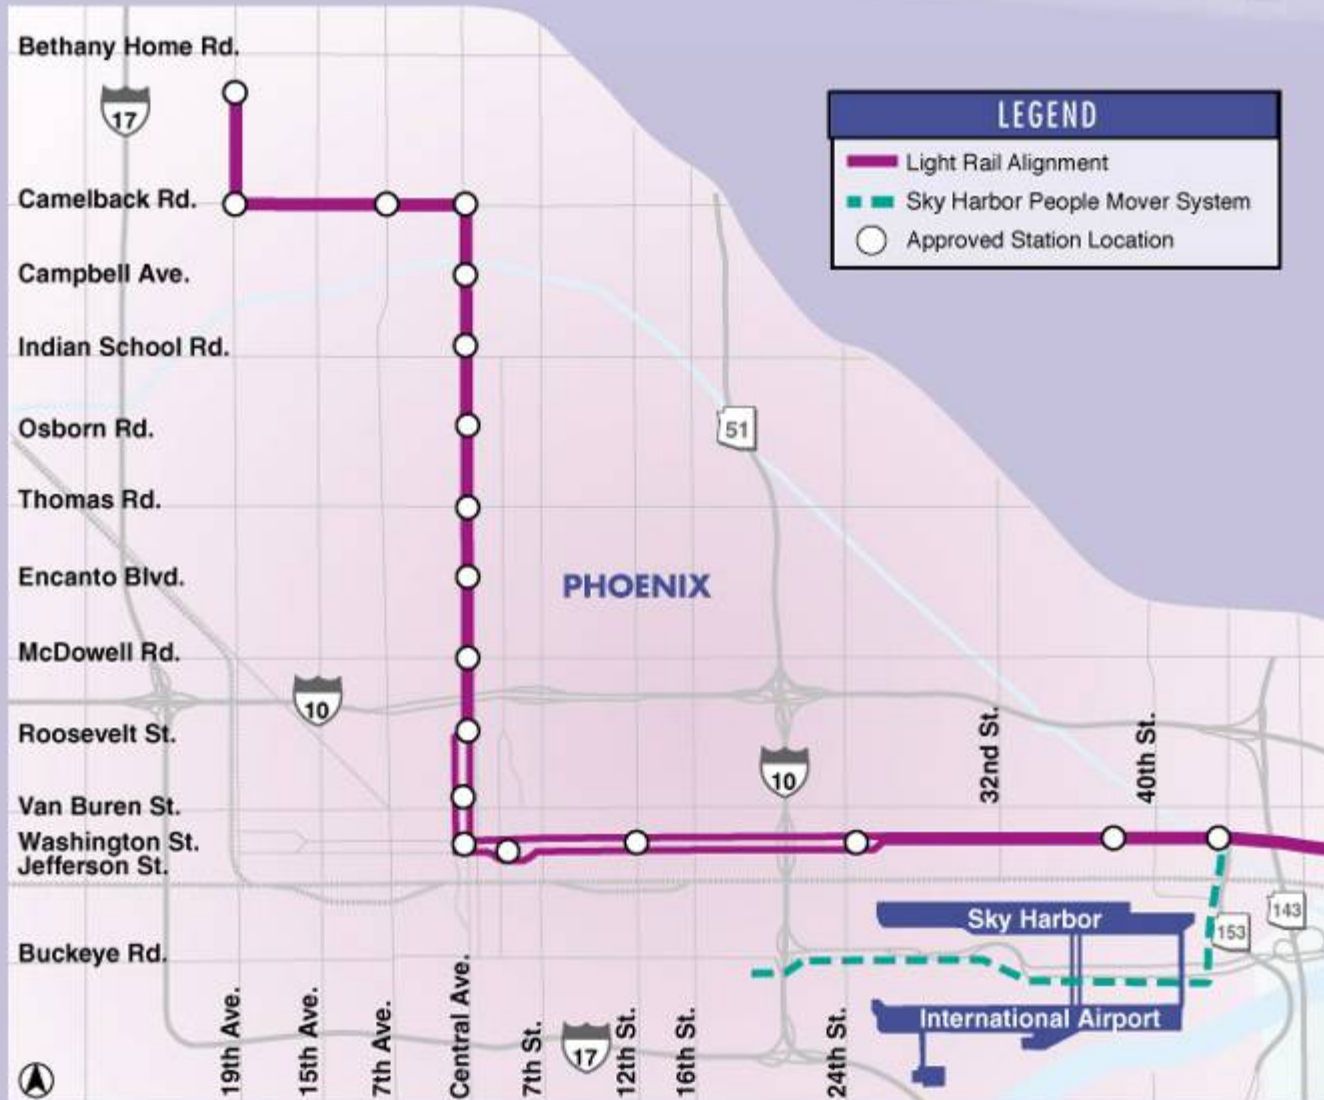 Bethany Home Rd.
17
LEGEND
Light Rail Alignment
Camelback Rd.
Sky Harbor People Mover System
Approved Station Location
Campbell Ave.
Indian School Rd.
Osborn Rd.
51
Thomas Rd.
Encanto Blvd.
PHOENIX
McDowell Rd.
10
Roosevelt St.
32nd St.
40th St.
10
Van Buren St.
Washington St.
Jefferson St.
Sky Harbor
143
153
Buckeye Rd.
International Airport
19th Ave.
15th Ave.
7th Ave.
Central Ave.
7th St.
17
12th St.
16th St.
24th St.